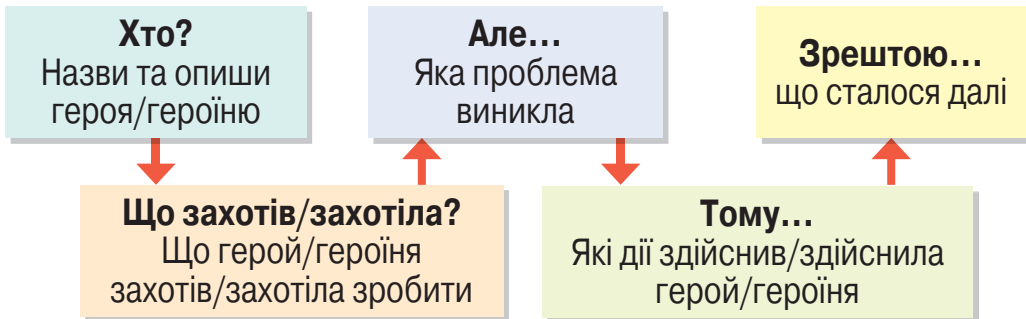 Хто?
Назви та опиши
героя/героїню
Що захотів/захотіла?
Що герой/героїня
захотів/захотіла зробити
Але...
Яка проблема
виникла
Тому...
Які дії здійснив/здійснила
герой/героїня
Зрештою...
що сталося далі